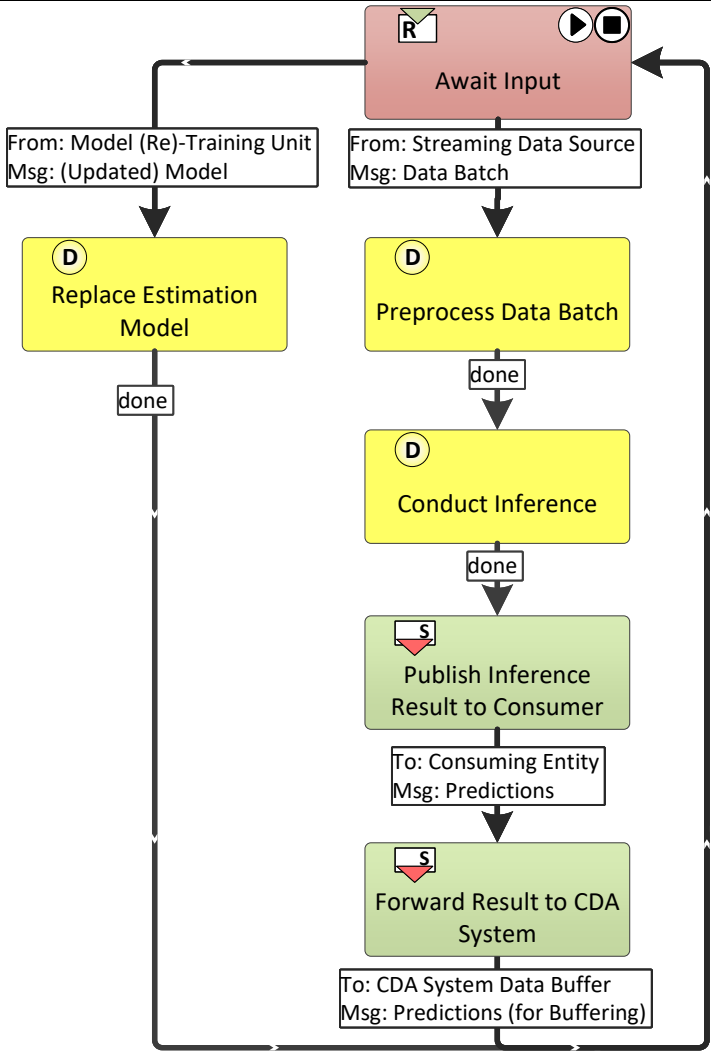 R
Await Input
From: Model (Re)-Training Unit
Msg: (Updated) Model
From: Streaming Data Source
Msg: Data Batch
D
Replace Estimation
Model
D
Preprocess Data Batch
done
done
D
Conduct Inference
done
S
Publish Inference
Result to Consumer
To: Consuming Entity
Msg: Predictions
S
Forward Result to CDA
System
To: CDA System Data Buffer
Msg: Predictions (for Buffering)